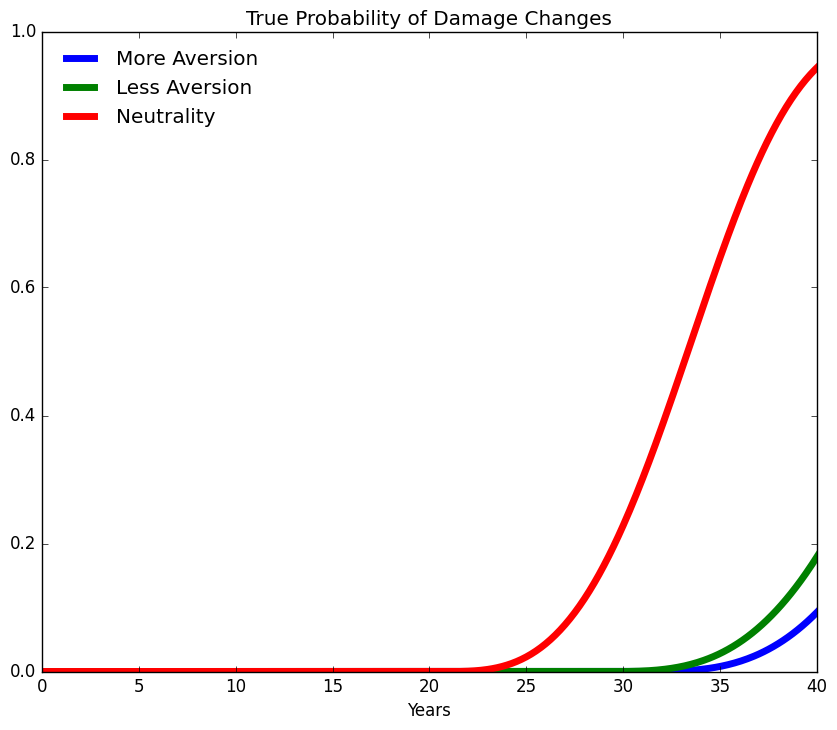 True Probability of Damage Changes
1.0
More Aversion
Less Aversion
Neutrality
0.8
0.6
0.4
0.2
0.0
0 5 10 15 20 25 30 35 40
Years